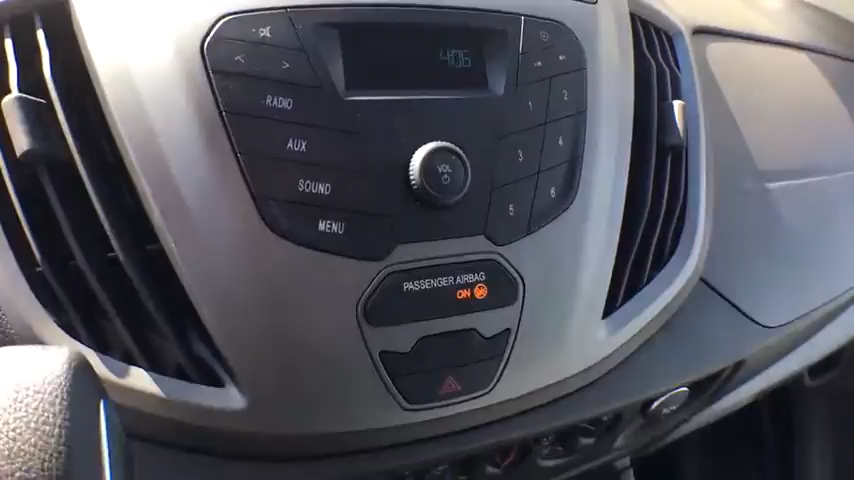 4:06
<
>
RADIO
AUX
SOUND
MENU
VOL
1
2
3
4
5
6
PASSENGER AIRBAG
ON